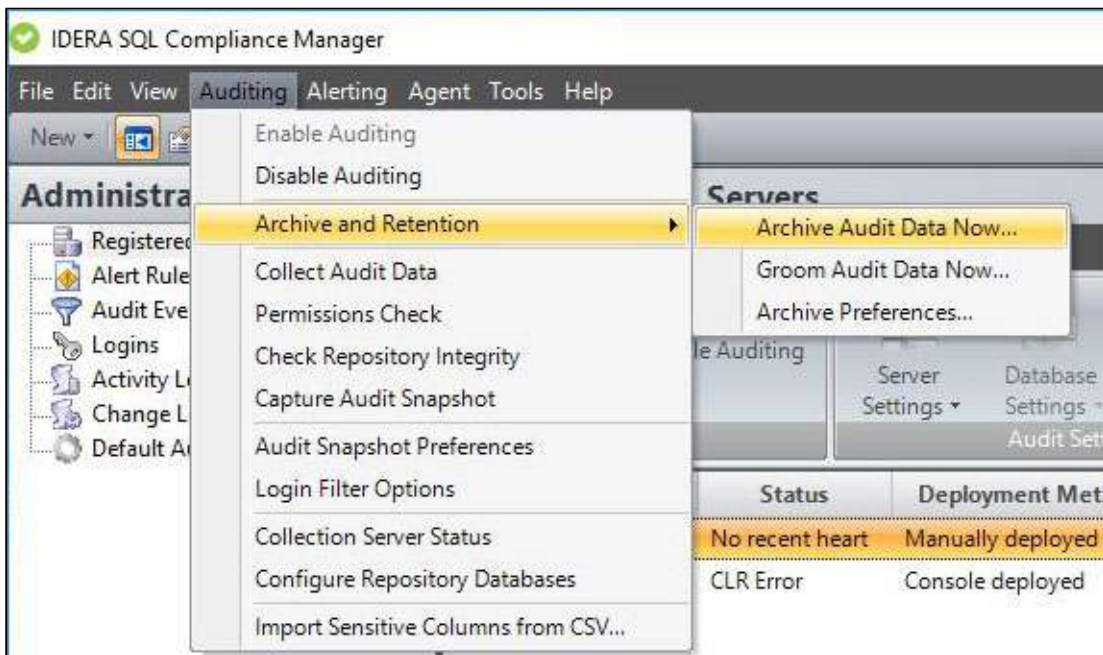 IDERA SQL Compliance Manager
File Edit View Auditing Alerting Agent Tools Help
New
Enable Auditing
Disable Auditing
Archive and Retention
Collect Audit Data
Permissions Check
Check Repository Integrity
Capture Audit Snapshot
Audit Snapshot Preferences
Login Filter Options
Collection Server Status
Configure Repository Databases
Import Sensitive Columns from CSV...
Archive Audit Data Now...
Groom Audit Data Now...
Archive Preferences...
Administra
Registered
Alert Rule
Audit Eve
Logins
Activity L
Change L
Default A
Servers
le Auditing
Server
Settings
Database
Settings
Audit Set
Status Deployment Met
No recent heart Manually deployed
CLR Error Console deployed